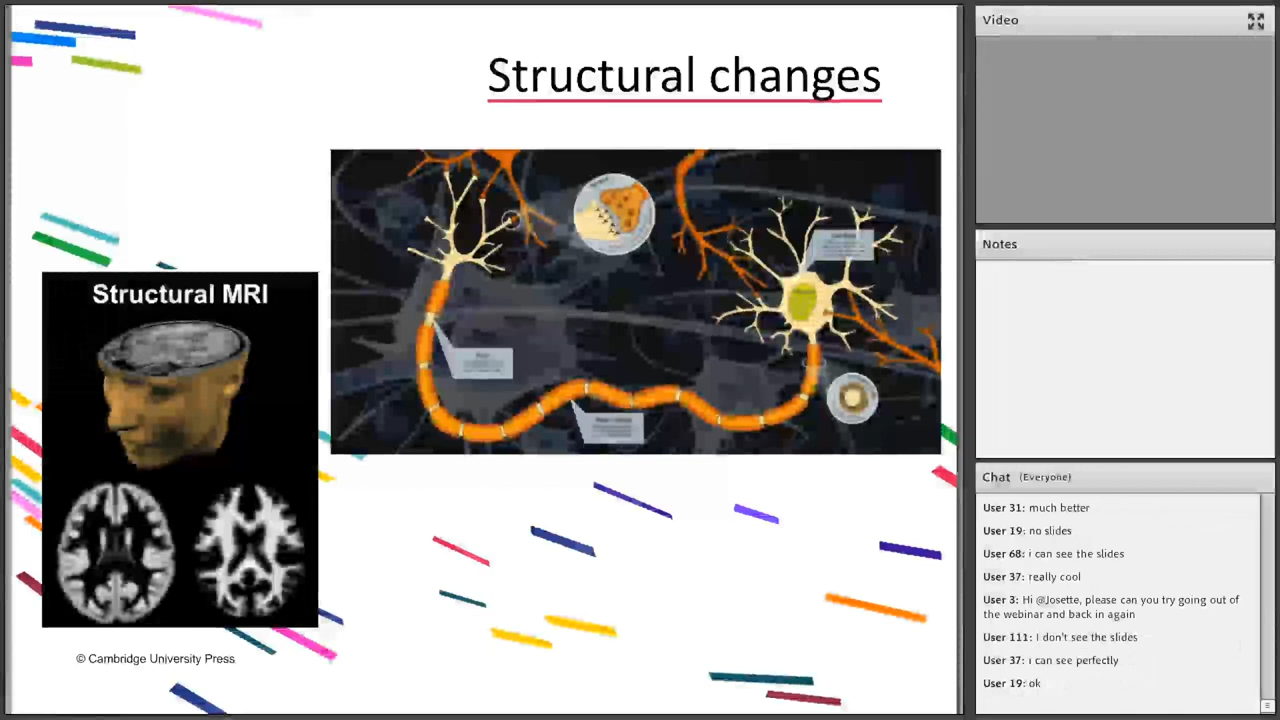 Structural changes
Structural MRI
© Cambridge University Press
Video
Notes
Chat (Everyone)
User 31: much better
User 19: no slides
User 68: i can see the slides
User 37: really cool
User 3: Hi @Josette, please can you try going out of
the webinar and back in again
User 111: I don't see the slides
User 37: i can see perfectly
User 19: ok